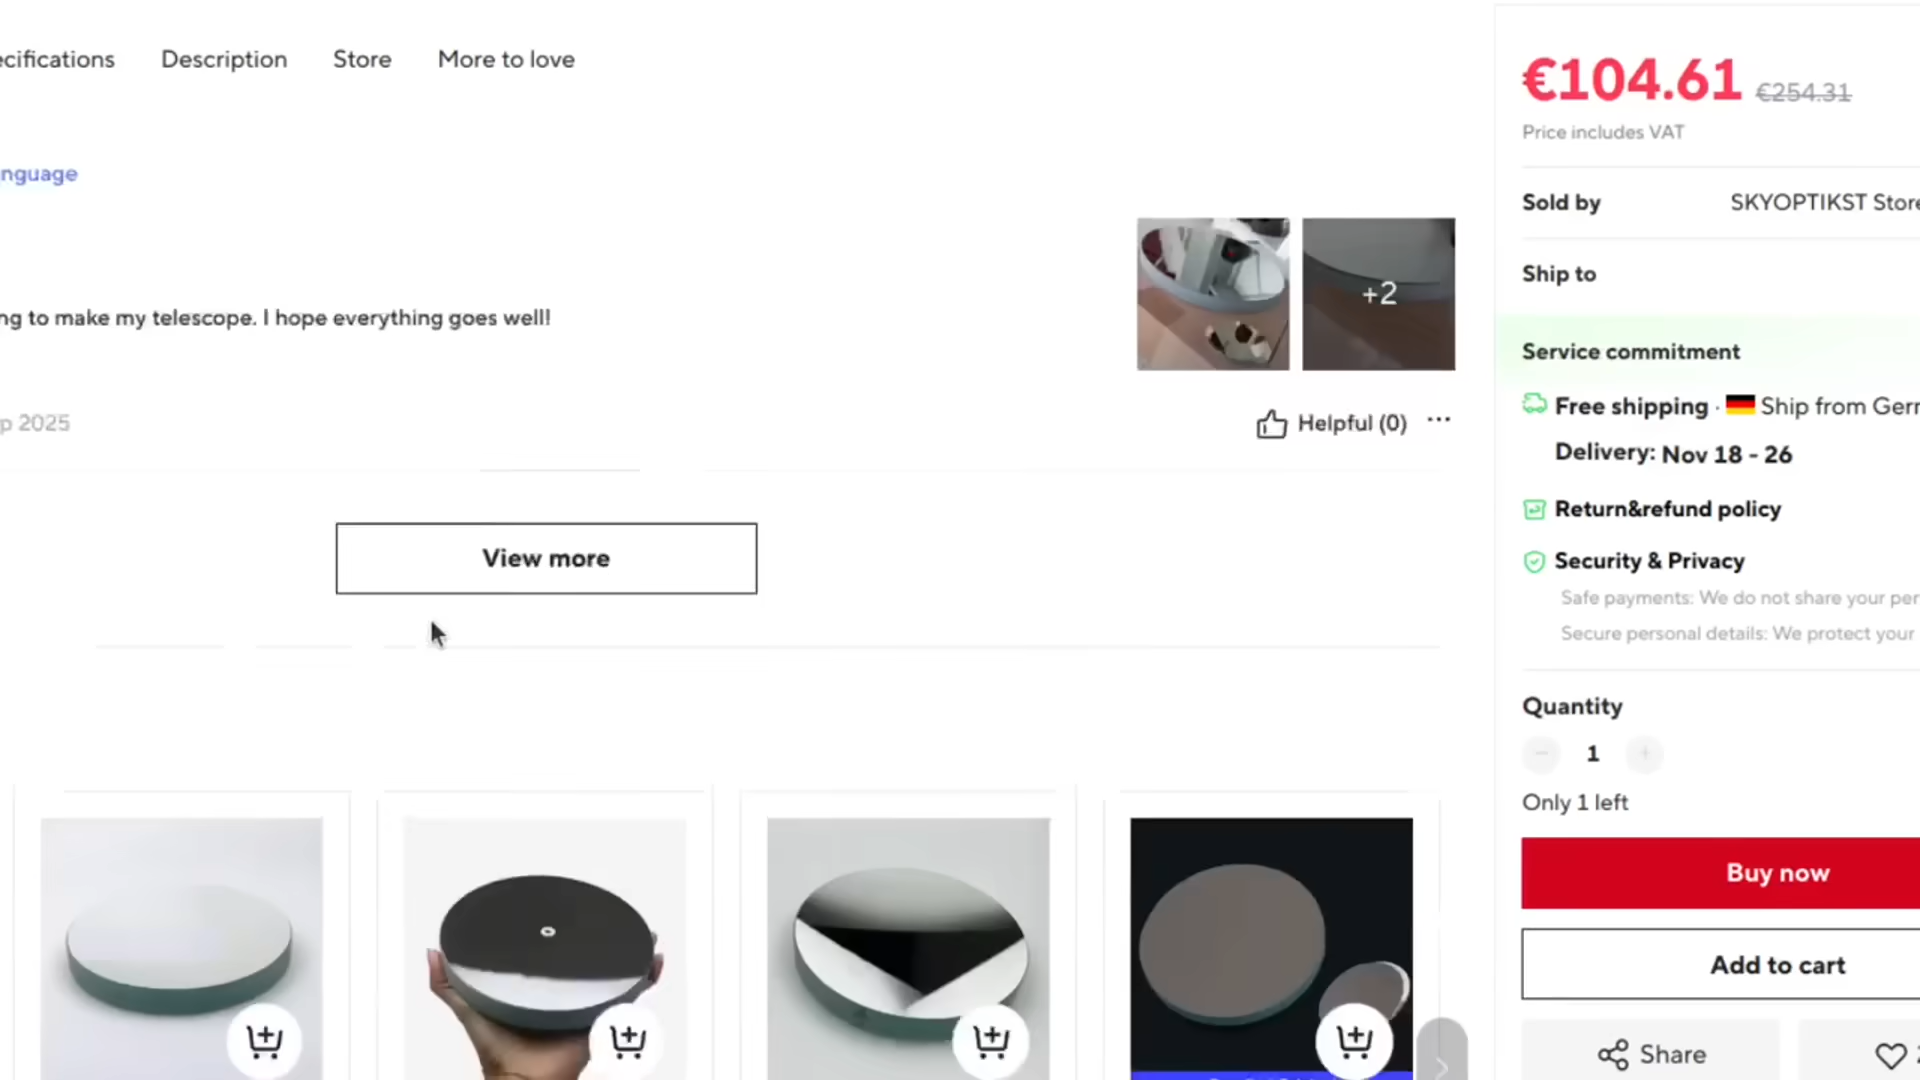 ecifications Description Store More to love
nguage
ng to make my telescope. I hope everything goes well!
+2
p 2025
Helpful (0) ...
View more
€104.61 €254.31
Price includes VAT
Sold by SKYOPTIKST Store
Ship to
Service commitment
Free shipping · Ship from Gerr
Delivery: Nov 18 - 26
Return&refund policy
Security & Privacy
Safe payments: We do not share your per
Secure personal details: We protect your
Quantity
1
Only 1 left
Buy now
Add to cart
Share